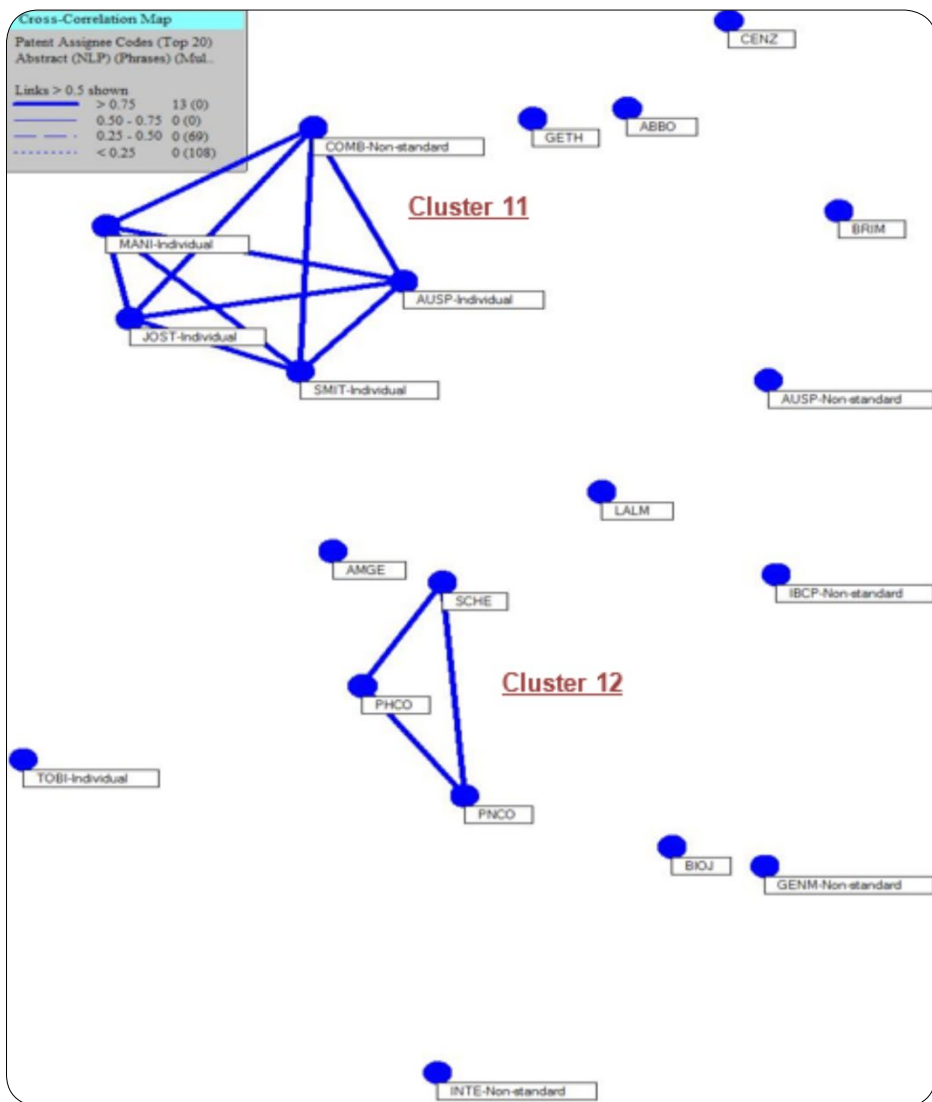 Cross-Correlation Map
Patent Assignee Codes (Top 20)
Abstract (NLP) (Phrases) (Mul..
Links > 0.5 shown
> 0.75 13 (0)
0.50 - 0.75 0 (0)
0.25 - 0.50 0 (69)
< 0.25 0 (108)
CENZ
ABBO
GETH
COMB-Non-standard
Cluster 11
BRIM
MANI-Individual
AUSP-Individual
JOST-Individual
SMIT-Individual
AUSP-Non-standard
LALM
AMGE
IBCP-Non-standard
SCHE
Cluster 12
PHCO
TOBI-Individual
PNCO
BIOJ
GENM-Non-standard
INTE-Non-standard